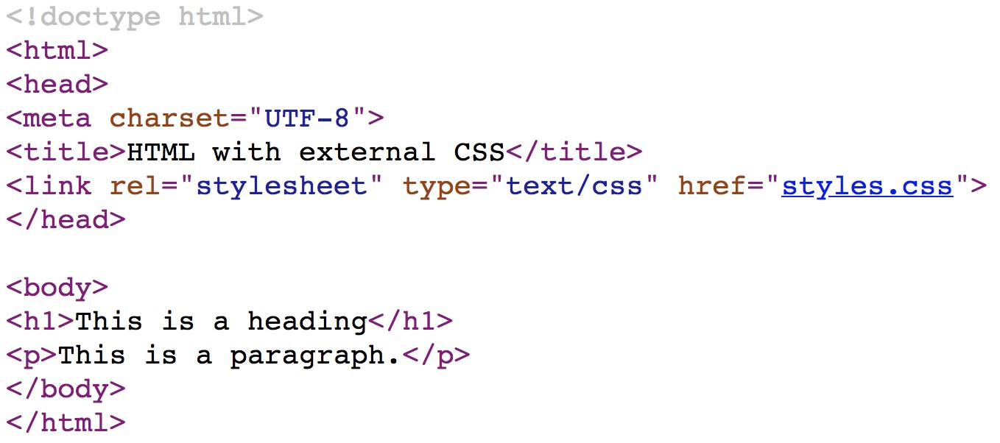 <!doctype html>
<html>
<head>
<meta charset="UTF-8">
<title>HTML with external CSS</title>
<link rel="stylesheet" type="text/css" href="styles.css">
</head>

<body>
<h1>This is a heading</h1>
<p>This is a paragraph.</p>
</body>
</html>